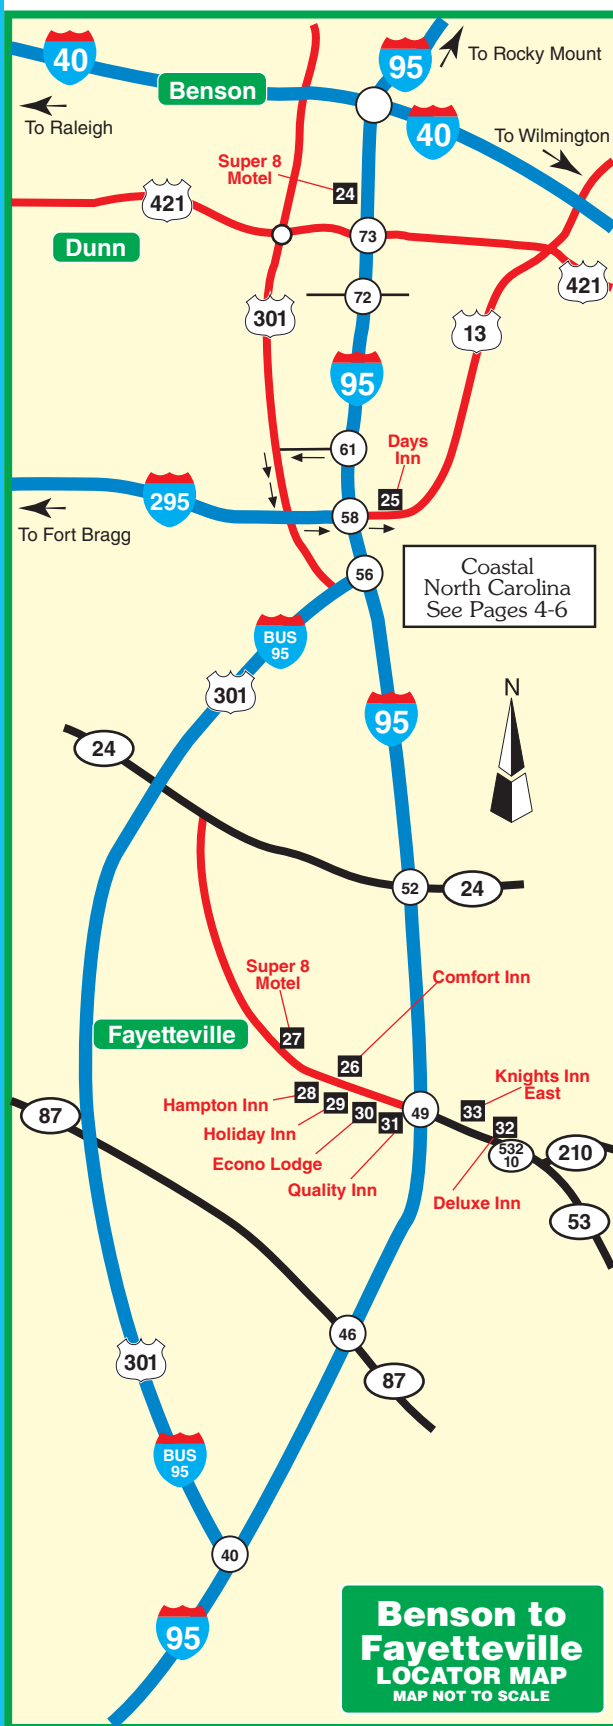 40
95
To Rocky Mount
Benson
To Raleigh
40
To Wilmington
Super 8
Motel
24
421
73
Dunn
421
72
301
13
95
61
Days
Inn
25
295
58
To Fort Bragg
56
Coastal
North Carolina
See Pages 4-6
BUS
95
301
N
95
24
52
24
Super 8
Motel
Comfort Inn
27
Fayetteville
26
Knights Inn
East
28
Hampton Inn
29
30
31
49
33
32
87
Holiday Inn
532
10
210
Econo Lodge
Quality Inn
Deluxe Inn
53
46
301
87
BUS
95
40
95
Benson to
Fayetteville
LOCATOR MAP
MAP NOT TO SCALE